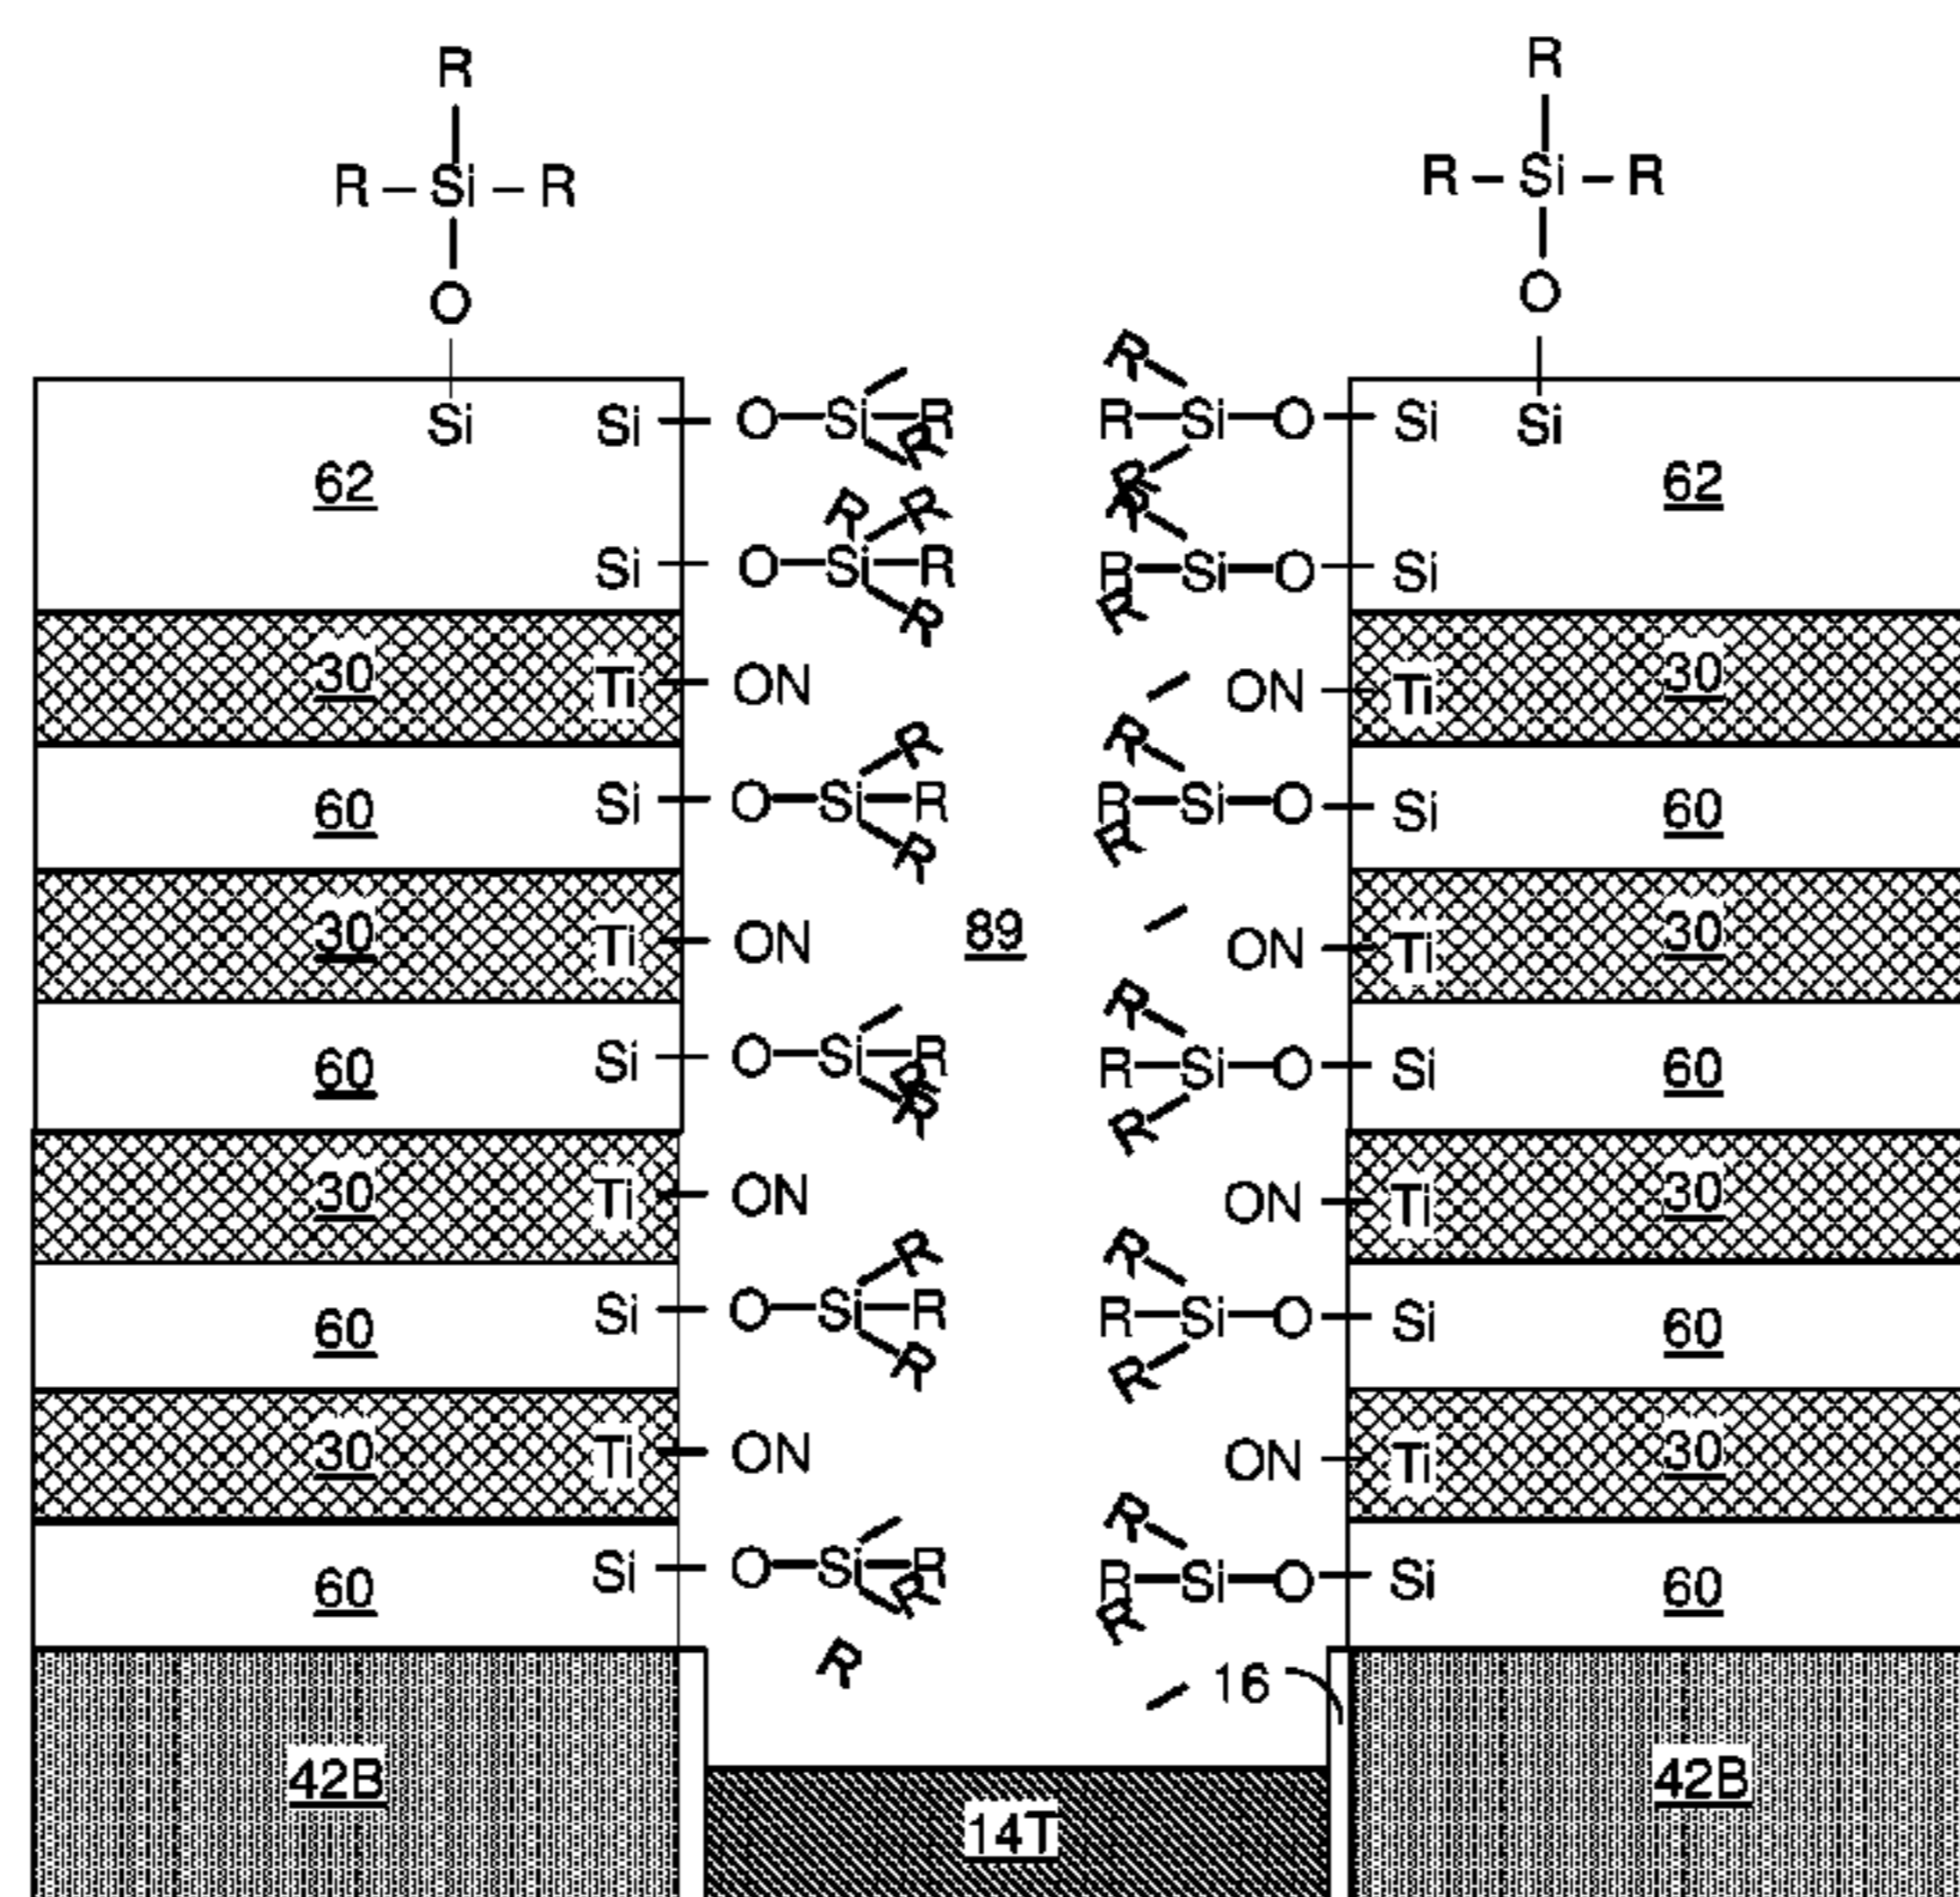 R R
R – Si – R R – Si – R
O O
R
Si Si O Si R R Si O Si Si
R R
62 62
R R R
Si O Si R R Si O Si
R R
30 Ti ON ON Ti 30
R R
60 Si O Si R R Si O Si 60
R R
30 Ti ON 89 ON Ti 30
R
60 Si O Si R R Si O Si 60
R
R R
30 Ti ON ON Ti 30
R R
60 Si O Si R R Si O Si 60
R R
30 Ti ON ON Ti 30
R
60 Si O Si R R Si O Si 60
R R
R 16
42B 42B
14T